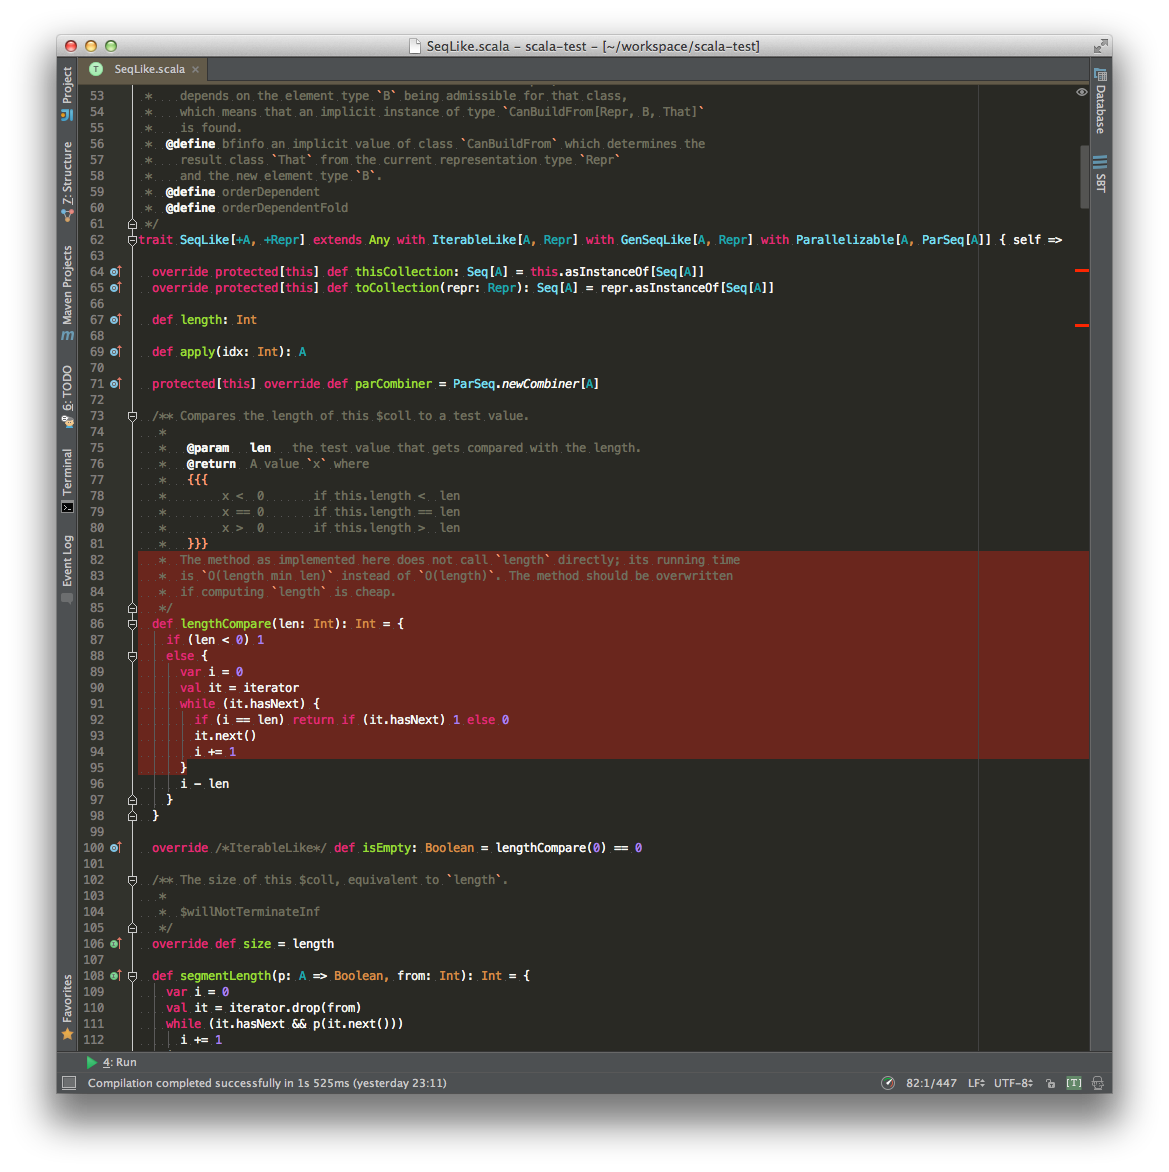 SeqLike.scala – scala-test – [~/workspace/scala-test]
SeqLike.scala ×
Project
Z: Structure
Maven Projects
6: TODO
Terminal
Event Log
Favorites
53 * depends on the element type `B` being admissible for that class,
54 * which means that an implicit instance of type `CanBuildFrom[Repr, B, That]`
55 * is found.
56 * @define bfinfo an implicit value of class `CanBuildFrom` which determines the
57 * result class `That` from the current representation type `Repr`
58 * and the new element type `B`.
59 * @define orderDependent
60 * @define orderDependentFold
61 */
62 trait SeqLike[+A, +Repr] extends Any with IterableLike[A, Repr] with GenSeqLike[A, Repr] with Parallelizable[A, ParSeq[A]] { self =>
63
64 override protected[this] def thisCollection: Seq[A] = this.asInstanceOf[Seq[A]]
65 override protected[this] def toCollection(repr: Repr): Seq[A] = repr.asInstanceOf[Seq[A]]
66
67 def length: Int
68
69 def apply(idx: Int): A
70
71 protected[this] override def parCombiner = ParSeq.newCombiner[A]
72
73 /** Compares the length of this $coll to a test value.
74 *
75 * @param len the test value that gets compared with the length.
76 * @return A value `x` where
77 * {{{
78 * x < 0 if this.length < len
79 * x == 0 if this.length == len
80 * x > 0 if this.length > len
81 * }}}
82 * The method as implemented here does not call `length` directly; its running time
83 * is `O(length min len)` instead of `O(length)`. The method should be overwritten
84 * if computing `length` is cheap.
85 */
86 def lengthCompare(len: Int): Int = {
87 if (len < 0) 1
88 else {
89 var i = 0
90 val it = iterator
91 while (it.hasNext) {
92 if (i == len) return if (it.hasNext) 1 else 0
93 it.next()
94 i += 1
95 }
96 i - len
97 }
98 }
99
100 override /*IterableLike*/ def isEmpty: Boolean = lengthCompare(0) == 0
101
102 /** The size of this $coll, equivalent to `length`.
103 *
104 * $willNotTerminateInf
105 */
106 override def size = length
107
108 def segmentLength(p: A => Boolean, from: Int): Int = {
109 var i = 0
110 val it = iterator.drop(from)
111 while (it.hasNext && p(it.next()))
112 i += 1
Database
SBT
4: Run
Compilation completed successfully in 1s 525ms (yesterday 23:11)
82:1/447 LF UTF-8 [T]